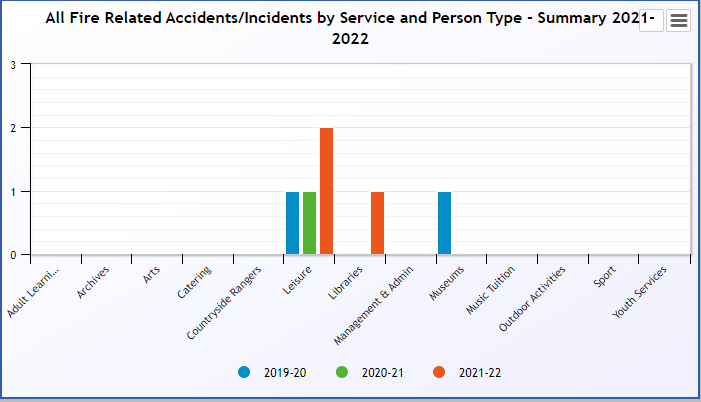 All Fire Related Accidents/Incidents by Service and Person Type - Summary 2021-
2022
3
2
1
0
Adult Learni...
Archives
Arts
Catering
Countryside Rangers
Leisure
Libraries
Management & Admin
Museums
Music Tuition
Outdoor Activities
Sport
Youth Services
2019-20 2020-21 2021-22